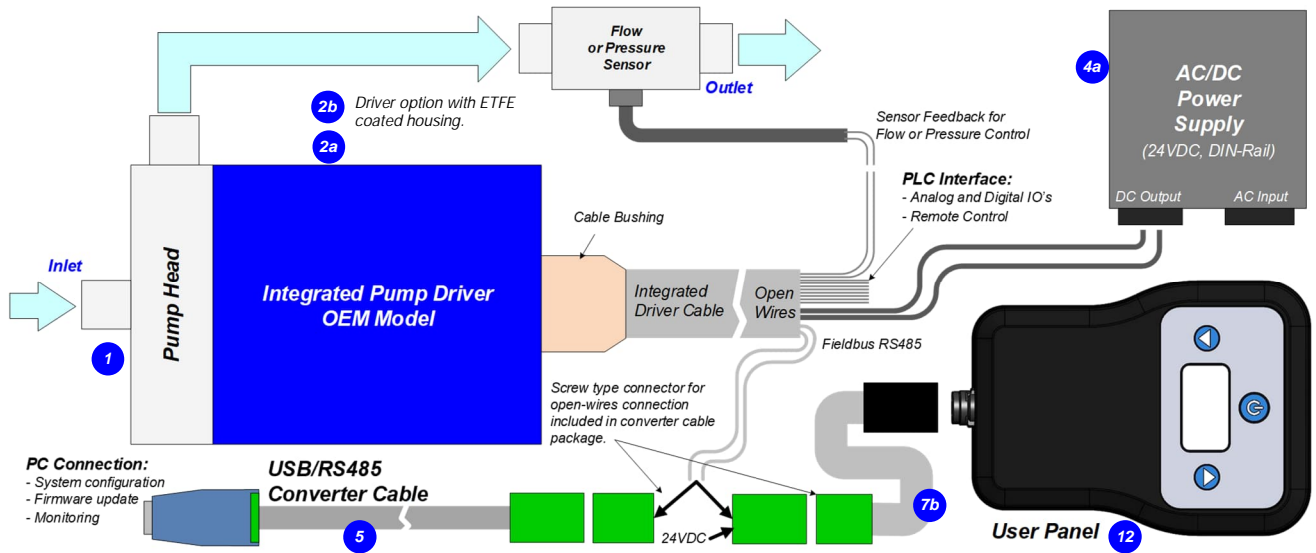 Flow
or Pressure
Sensor
Outlet
2b
Driver option with ETFE
coated housing.
2a
Sensor Feedback for
Flow or Pressure Control
4a
AC/DC
Power
Supply
(24VDC, DIN-Rail)
DC Output
AC Input
PLC Interface:
- Analog and Digital IO's
- Remote Control
Cable Bushing
Inlet
1
Pump Head
Integrated Pump Driver
OEM Model
Integrated
Driver Cable
Open
Wires
Fieldbus RS485
Screw type connector for
open-wires connection
included in converter cable
package.
PC Connection:
- System configuration
- Firmware update
- Monitoring
USB/RS485
Converter Cable
5
24VDC
7b
User Panel
12